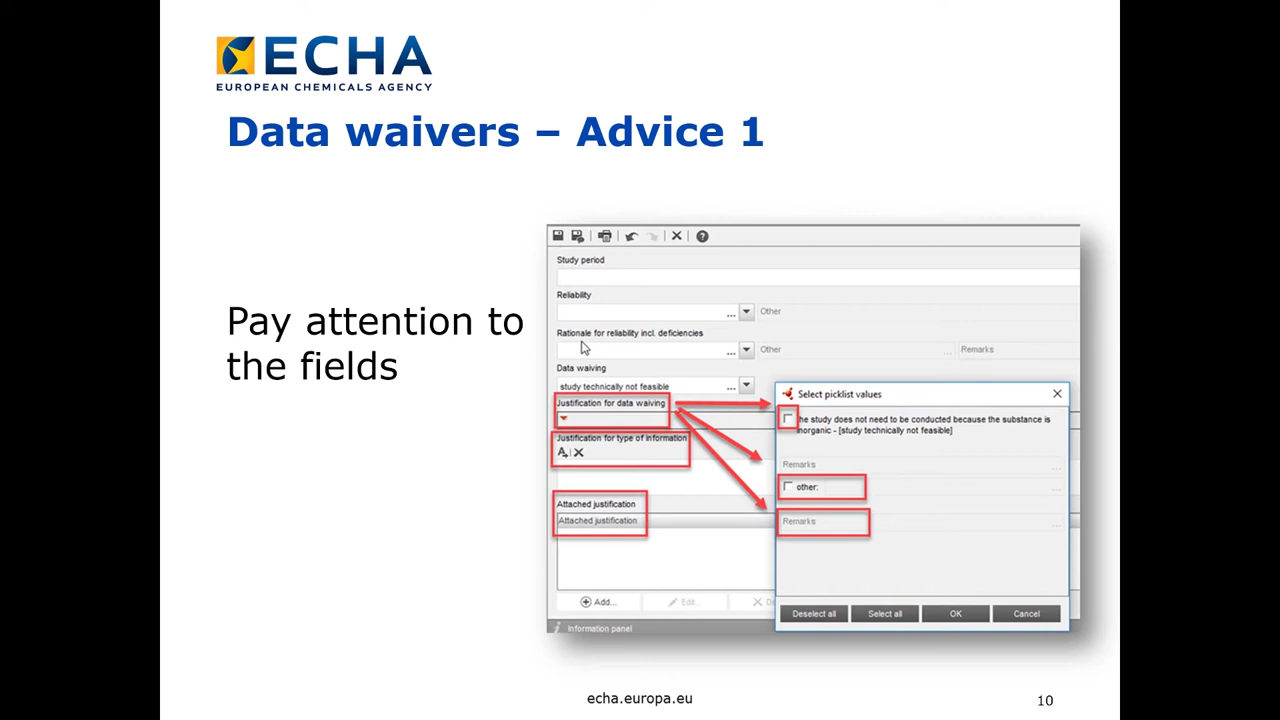 ECHA
EUROPEAN CHEMICALS AGENCY
Data waivers – Advice 1
Pay attention to
the fields
Study period
Reliability
... Other
Rationale for reliability incl. deficiencies
... Other ... Remarks
Data waiving
study technically not feasible ...
Justification for data waiving
Justification for type of information
A
Attached justification
Attached justification
Add... Edit...
Information panel
Select picklist values
he study does not need to be conducted because the substance is
inorganic - [study technically not feasible]
Remarks ...
other: ...
Remarks ...
Deselect all Select all OK Cancel
echa.europa.eu
10